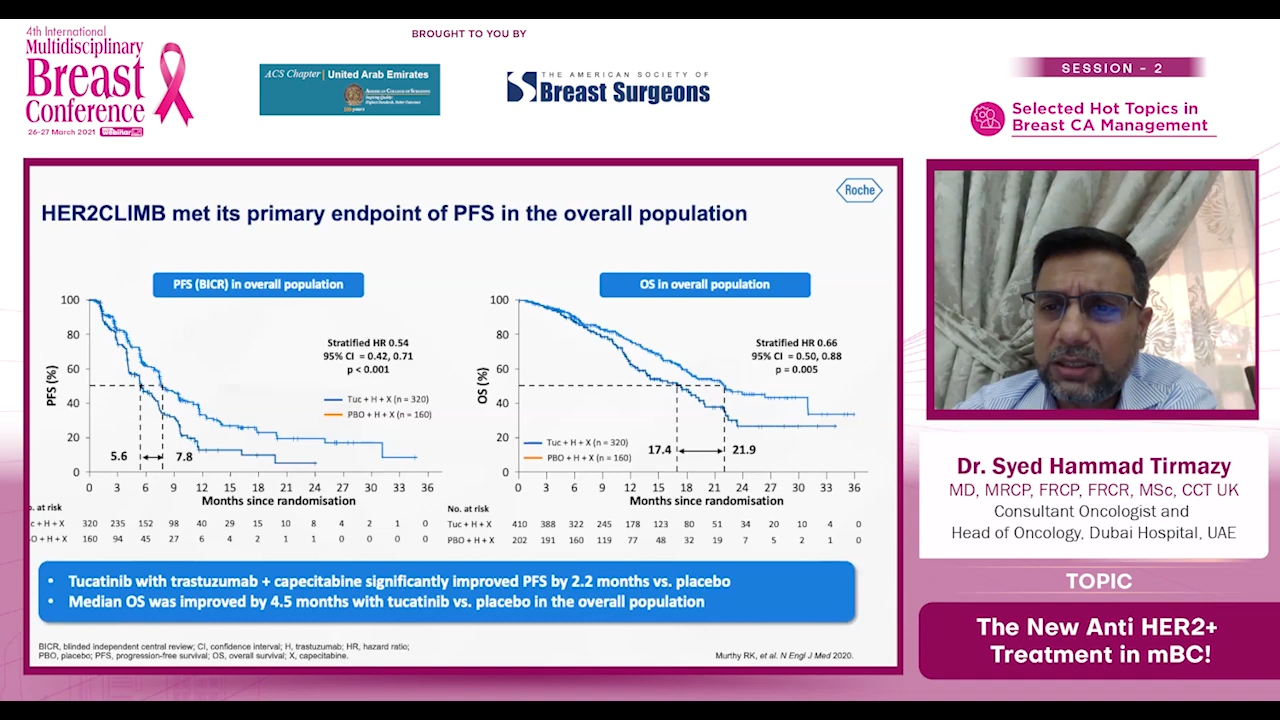 4th International
Multidisciplinary
Breast
Conference
26-27 March 2021 Webinar
BROUGHT TO YOU BY
ACS Chapter | United Arab Emirates
AMERICAN COLLEGE OF SURGEONS
THE AMERICAN SOCIETY OF
Breast Surgeons
SESSION - 2
Selected Hot Topics in
Breast CA Management
Roche
HER2CLIMB met its primary endpoint of PFS in the overall population
PFS (BICR) in overall population
PFS (%)
100
80
60
40
20
0
Stratified HR 0.54
95% CI = 0.42, 0.71
p < 0.001
Tuc + H + X (n = 320)
PBO + H + X (n = 160)
5.6
7.8
0 3 6 9 12 15 18 21 24 27 30 33 36
Months since randomisation
o. at risk
c + H + X 320 235 152 98 40 29 15 10 8 4 2 1 0
O + H + X 160 94 45 27 6 4 2 1 1 0 0 0 0
OS in overall population
OS (%)
100
80
60
40
20
0
Stratified HR 0.66
95% CI = 0.50, 0.88
p = 0.005
Tuc + H + X (n = 320)
PBO + H + X (n = 160)
17.4
21.9
0 3 6 9 12 15 18 21 24 27 30 33 36
Months since randomisation
No. at risk
Tuc + H + X 410 388 322 245 178 123 80 51 34 20 10 4 0
PBO + H + X 202 191 160 119 77 48 32 19 7 5 2 1 0
• Tucatinib with trastuzumab + capecitabine significantly improved PFS by 2.2 months vs. placebo
• Median OS was improved by 4.5 months with tucatinib vs. placebo in the overall population
BICR, blinded independent central review; CI, confidence interval; H, trastuzumab; HR, hazard ratio;
PBO, placebo; PFS, progression-free survival; OS, overall survival; X, capecitabine.
Murthy RK, et al. N Engl J Med 2020.
Dr. Syed Hammad Tirmazy
MD, MRCP, FRCP, FRCR, MSc, CCT UK
Consultant Oncologist and
Head of Oncology, Dubai Hospital, UAE
TOPIC
The New Anti HER2+
Treatment in mBC!